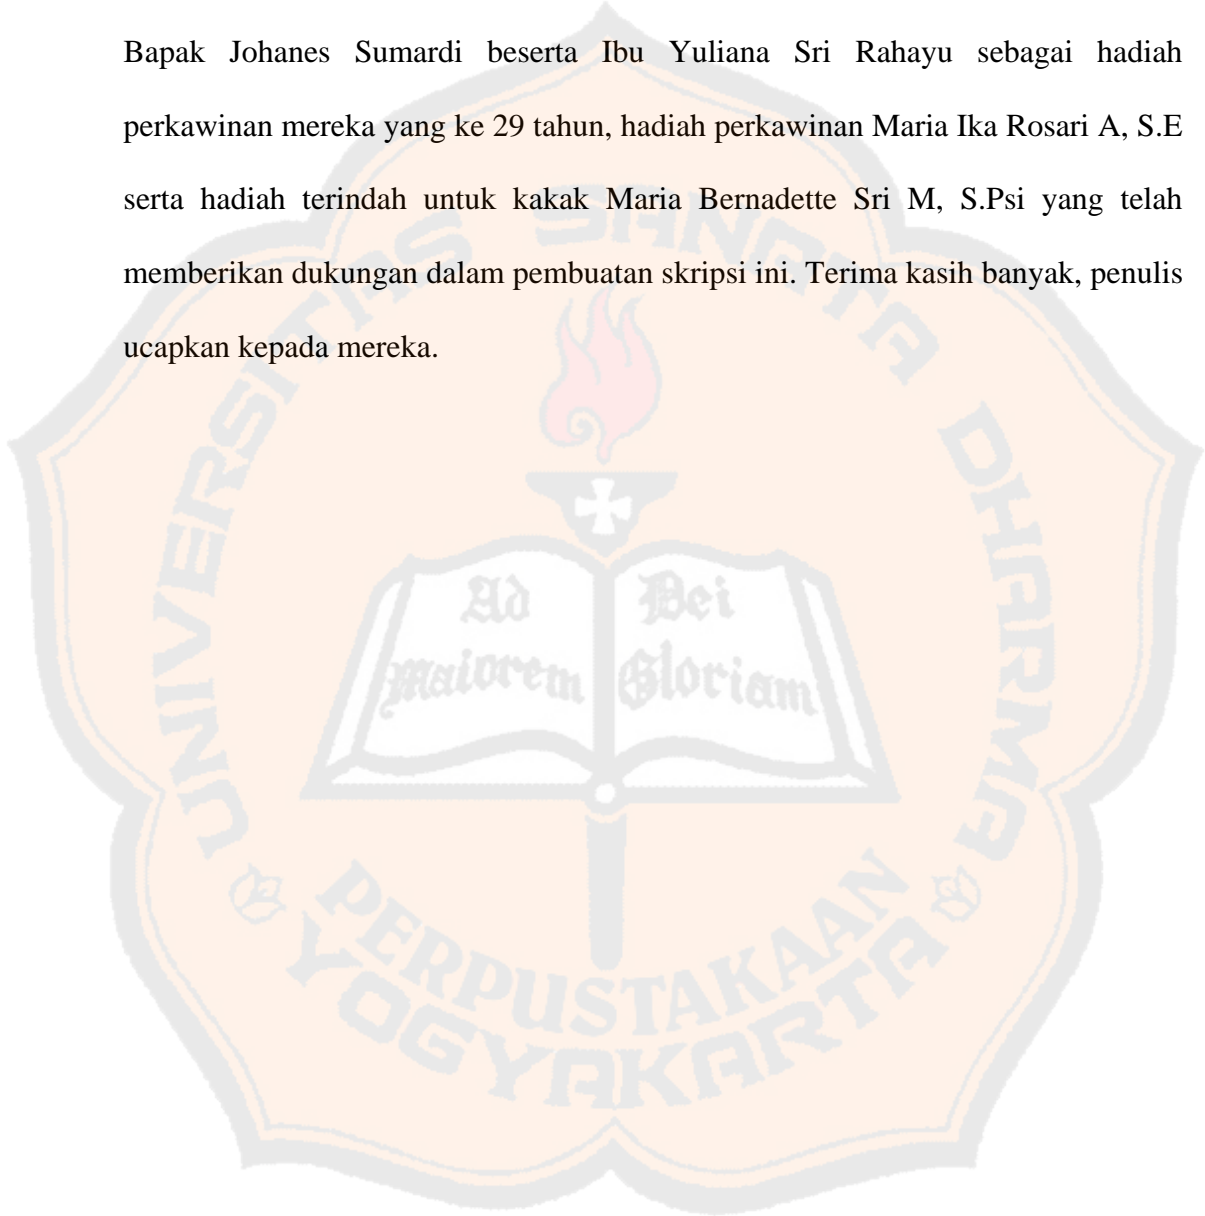 Bapak Johanes Sumardi beserta Ibu Yuliana Sri Rahayu sebagai hadiah
perkawinan mereka yang ke 29 tahun, hadiah perkawinan Maria Ika Rosari A, S.E
serta hadiah terindah untuk kakak Maria Bernadette Sri M, S.Psi yang telah
memberikan dukungan dalam pembuatan skripsi ini. Terima kasih banyak, penulis
ucapkan kepada mereka.
UNIVERSITAS SANATA DHARMA
Ad
maiorem
Dei
Gloriam
PERPUSTAKAAN
YOGYAKARTA